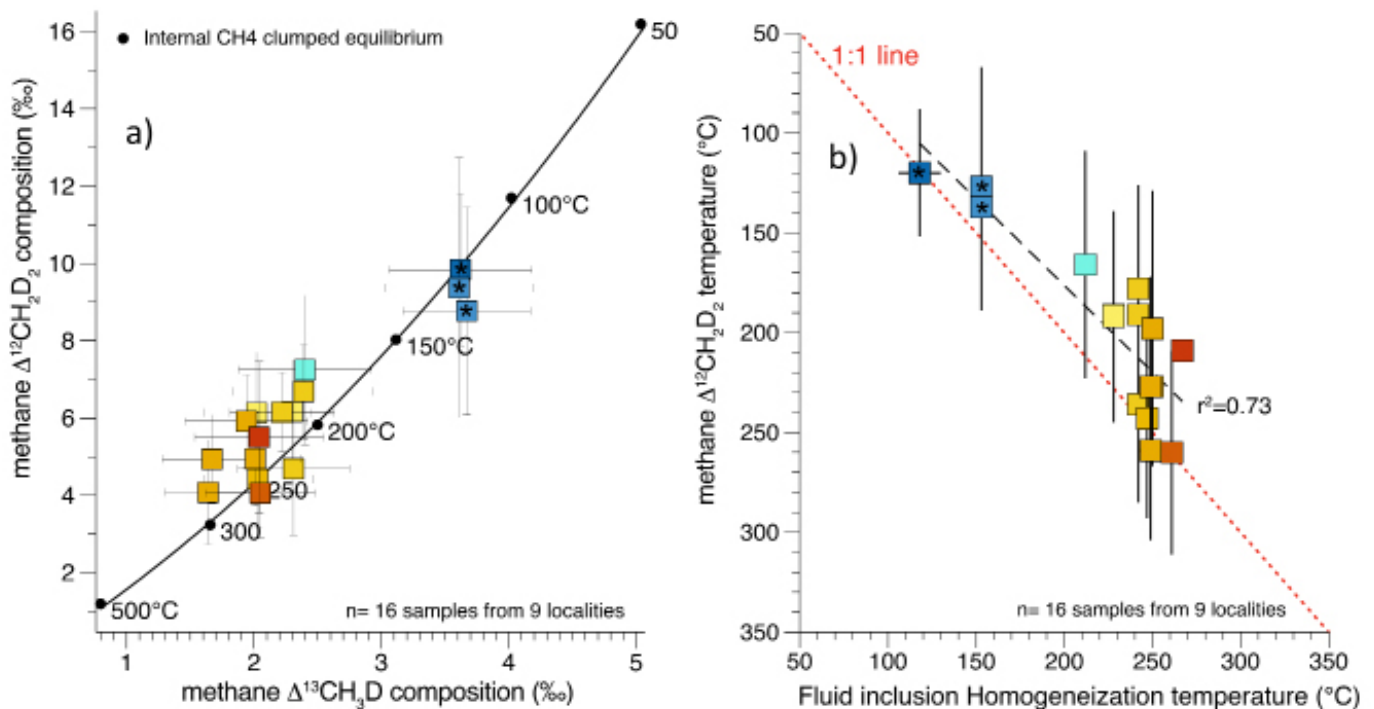 16
14
12
10
8
6
4
2
methane Δ¹²CH₂D₂ composition (‰)
Internal CH4 clumped equilibrium
a)
50
100°C
150°C
200°C
250
300
500°C
* * *
n= 16 samples from 9 localities
1 2 3 4 5
methane Δ¹³CH₃D composition (‰)
50
100
150
200
250
300
350
methane Δ¹²CH₂D₂ temperature (°C)
1:1 line
b)
* * *
r²=0.73
n= 16 samples from 9 localities
50 100 150 200 250 300 350
Fluid inclusion Homogeneization temperature (°C)